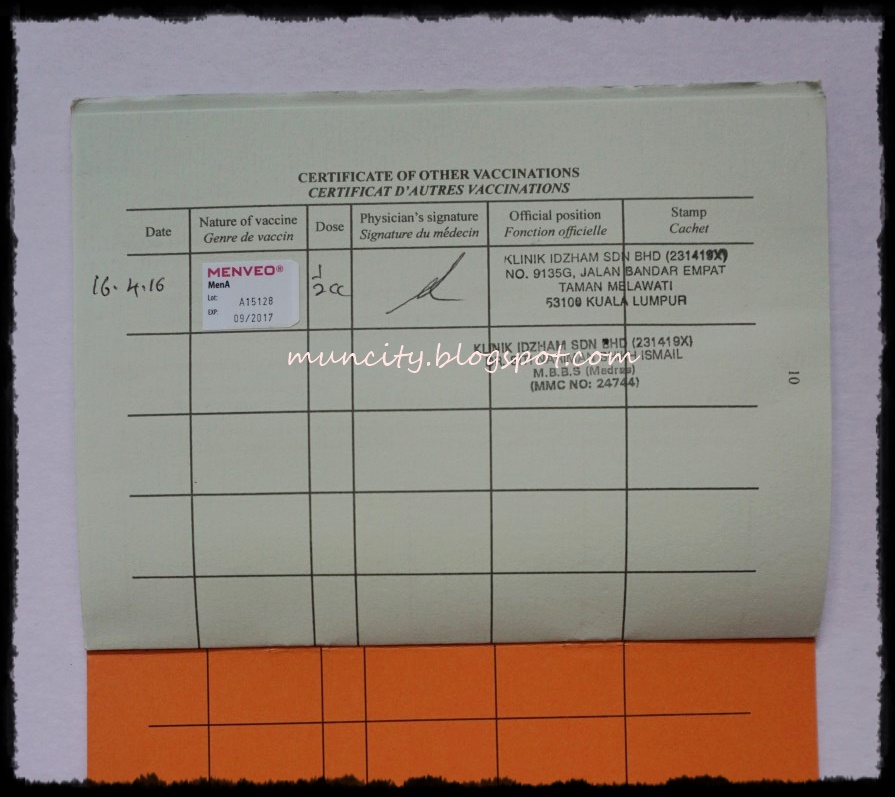 CERTIFICATE OF OTHER VACCINATIONS
CERTIFICAT D'AUTRES VACCINATIONS
Date
Nature of vaccine
Genre de vaccin
Dose
Physician's signature
Signature du médecin
Official position
Fonction officielle
Stamp
Cachet
16.4.16
MENVEO®
MenA
Lot: A15128
EXP: 09/2017
1/2cc
KLINIK IDZHAM SDN BHD (231419X)
NO. 9135G, JALAN BANDAR EMPAT
TAMAN MELAWATI
53100 KUALA LUMPUR
KLINIK IDZHAM SDN BHD (231419X)
ISMAIL
M.B.B.S (Madras)
(MMC NO: 24744)
muncity.blogspot.com
10